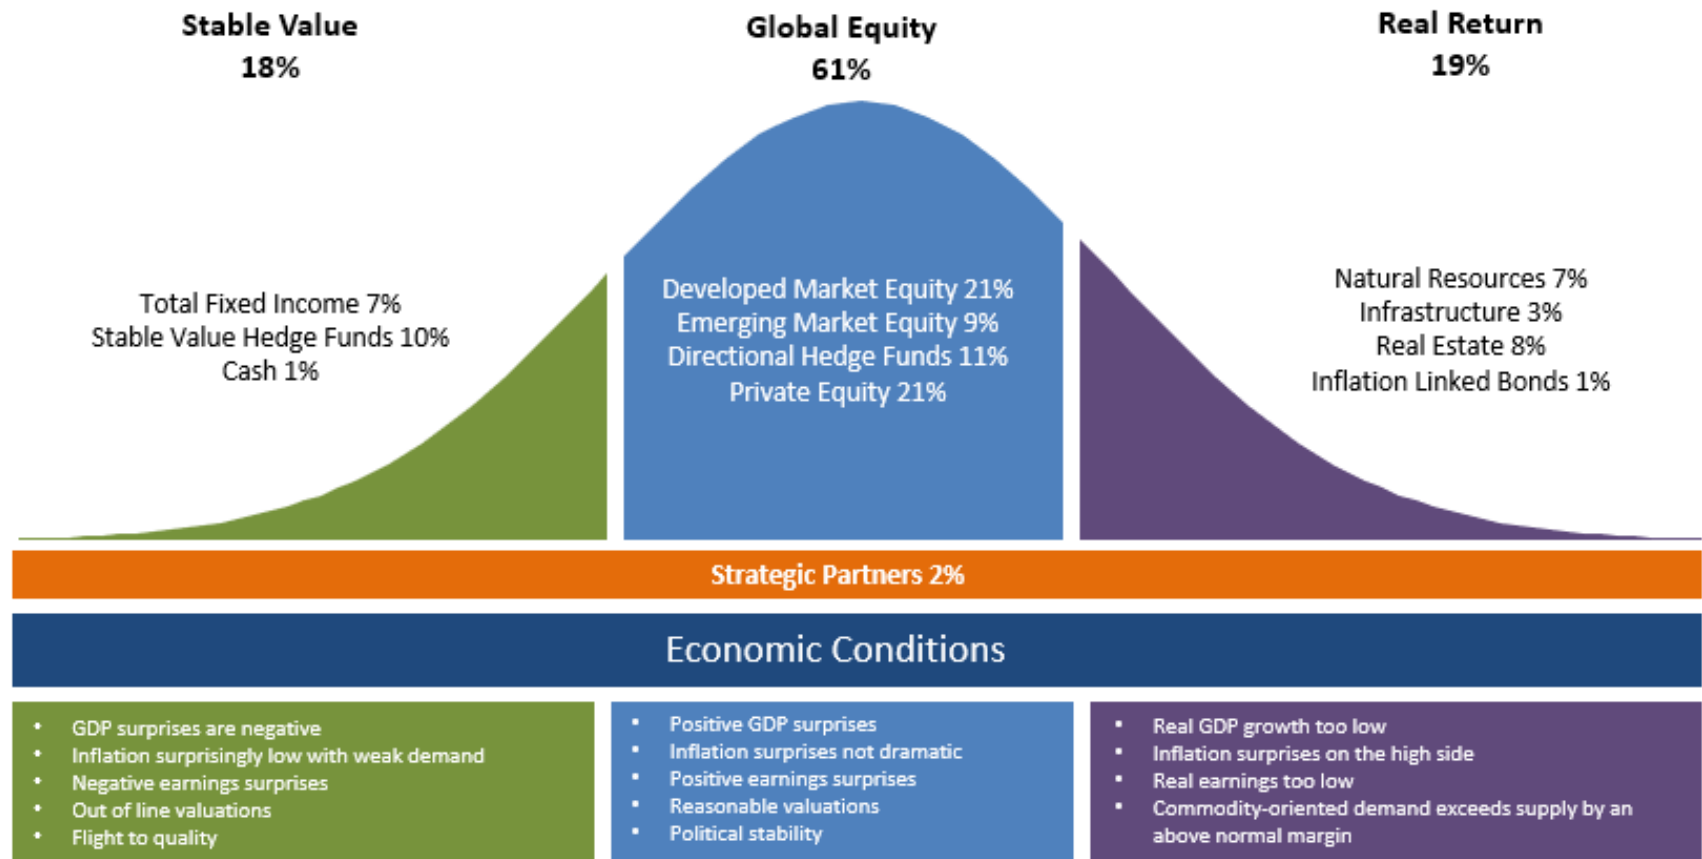 Stable Value
18%
Global Equity
61%
Real Return
19%
Total Fixed Income 7%
Stable Value Hedge Funds 10%
Cash 1%
Developed Market Equity 21%
Emerging Market Equity 9%
Directional Hedge Funds 11%
Private Equity 21%
Natural Resources 7%
Infrastructure 3%
Real Estate 8%
Inflation Linked Bonds 1%
Strategic Partners 2%
Economic Conditions
• GDP surprises are negative
• Inflation surprisingly low with weak demand
• Negative earnings surprises
• Out of line valuations
• Flight to quality
▪ Positive GDP surprises
▪ Inflation surprises not dramatic
▪ Positive earnings surprises
▪ Reasonable valuations
▪ Political stability
▪ Real GDP growth too low
▪ Inflation surprises on the high side
▪ Real earnings too low
▪ Commodity-oriented demand exceeds supply by an
above normal margin